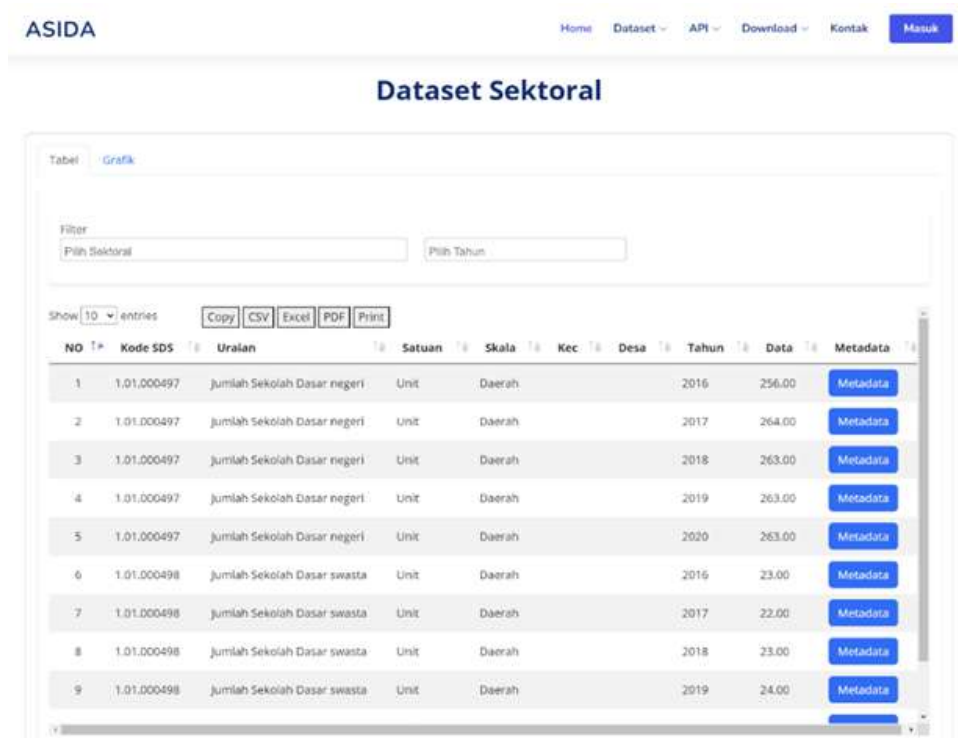 ASIDA Home Dataset API Download Kontak Masuk
Dataset Sektoral
Tabel Grafik
Filter
Pilih Sektoral Pilih Tahun
Show 10 entries Copy CSV Excel PDF Print
NO Kode SDS Uraian Satuan Skala Kec Desa Tahun Data Metadata
1 1.01.000497 Jumlah Sekolah Dasar negeri Unit Daerah 2016 256.00 Metadata
2 1.01.000497 Jumlah Sekolah Dasar negeri Unit Daerah 2017 264.00 Metadata
3 1.01.000497 Jumlah Sekolah Dasar negeri Unit Daerah 2018 263.00 Metadata
4 1.01.000497 Jumlah Sekolah Dasar negeri Unit Daerah 2019 263.00 Metadata
5 1.01.000497 Jumlah Sekolah Dasar negeri Unit Daerah 2020 263.00 Metadata
6 1.01.000498 Jumlah Sekolah Dasar swasta Unit Daerah 2016 23.00 Metadata
7 1.01.000498 Jumlah Sekolah Dasar swasta Unit Daerah 2017 22.00 Metadata
8 1.01.000498 Jumlah Sekolah Dasar swasta Unit Daerah 2018 23.00 Metadata
9 1.01.000498 Jumlah Sekolah Dasar swasta Unit Daerah 2019 24.00 Metadata